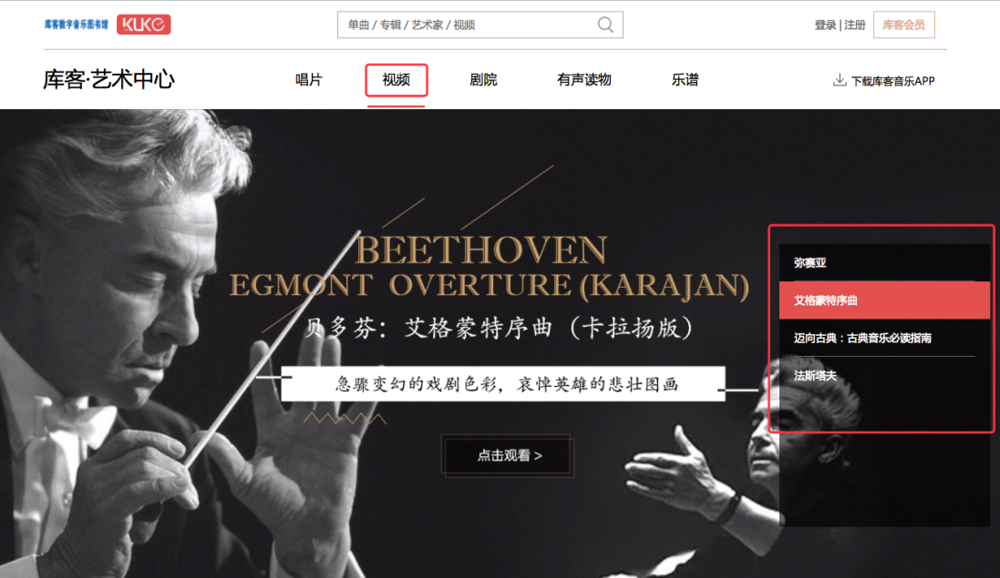 库客数字音乐图书馆 KUKE
单曲 / 专辑 / 艺术家 / 视频
登录 | 注册 库客会员
库客·艺术中心 唱片 视频 剧院 有声读物 乐谱 下载库客音乐APP
BEETHOVEN
EGMONT OVERTURE (KARAJAN)
贝多芬：艾格蒙特序曲（卡拉扬版）
急骤变幻的戏剧色彩，哀悼英雄的悲壮图画
点击观看 >
弥赛亚
艾格蒙特序曲
迈向古典：古典音乐必读指南
法斯塔夫